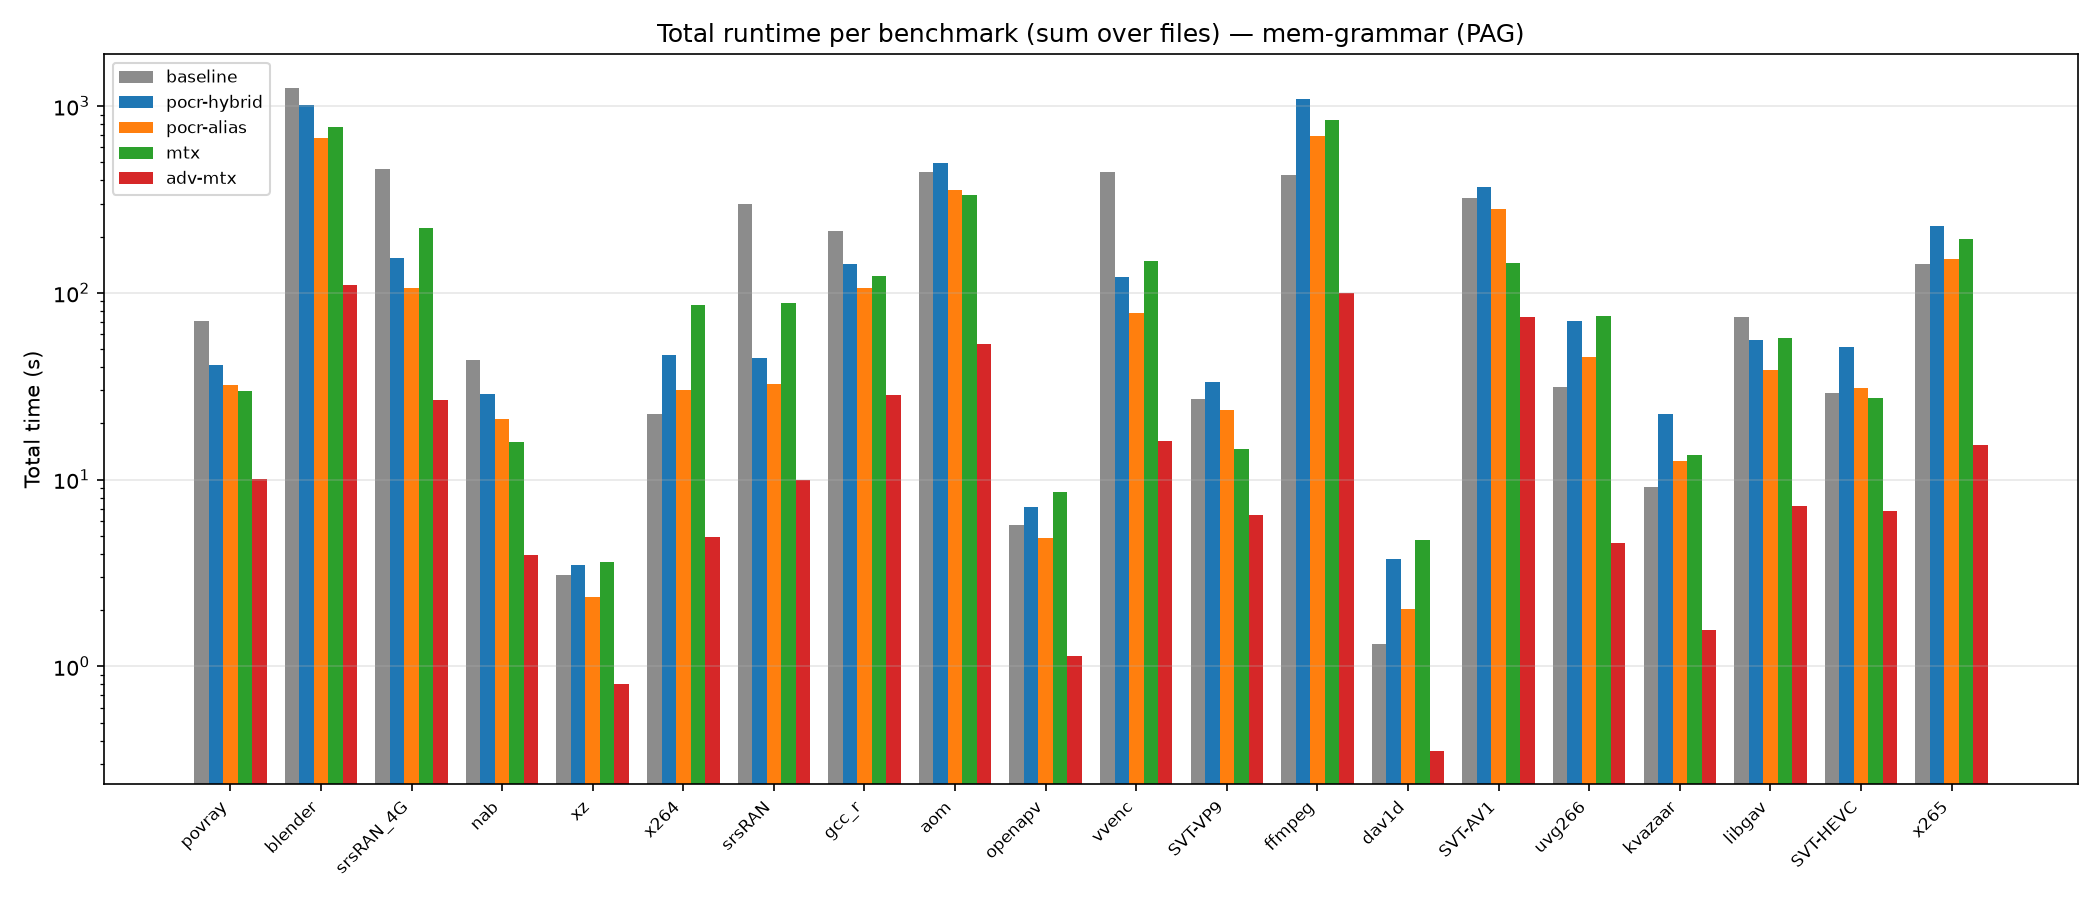 Total runtime per benchmark (sum over files) — mem-grammar (PAG)
baseline
pocr-hybrid
pocr-alias
mtx
adv-mtx
Total time (s)
10³
10²
10¹
10⁰
povray
blender
srsRAN_4G
nab
xz
x264
srsRAN
gcc_r
aom
openapv
vvenc
SVT-VP9
ffmpeg
dav1d
SVT-AV1
uvg266
kvazaar
libgav
SVT-HEVC
x265